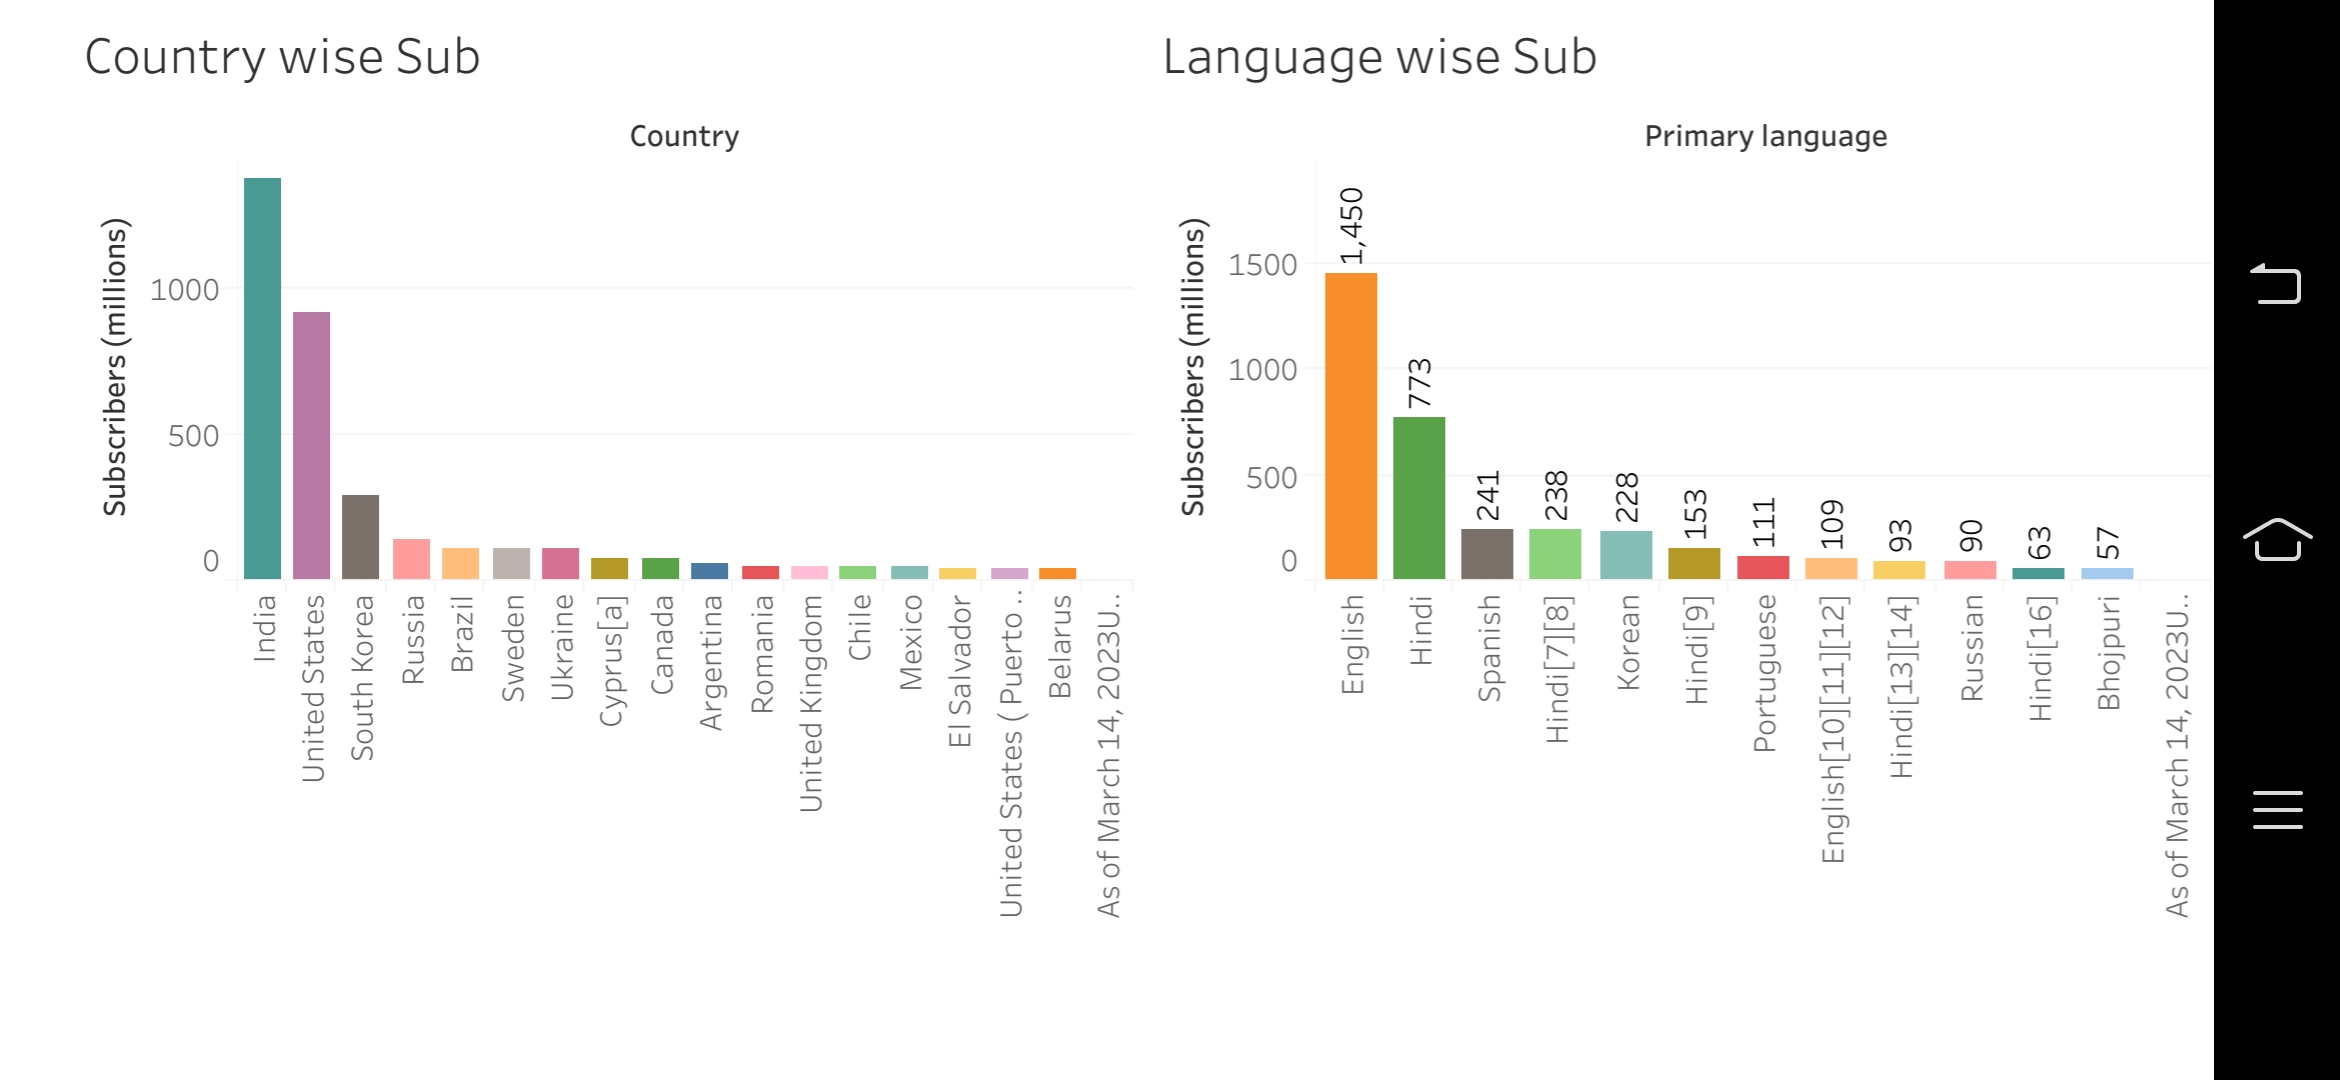 Country wise Sub
Country
Subscribers (millions)
1000
500
0
India
United States
South Korea
Russia
Brazil
Sweden
Ukraine
Cyprus[a]
Canada
Argentina
Romania
United Kingdom
Chile
Mexico
El Salvador
United States ( Puerto ..
Belarus
As of March 14, 2023U..
Language wise Sub
Primary language
Subscribers (millions)
1500
1000
500
0
1,450
773
241
238
228
153
111
109
93
90
63
57
English
Hindi
Spanish
Hindi[7][8]
Korean
Hindi[9]
Portuguese
English[10][11][12]
Hindi[13][14]
Russian
Hindi[16]
Bhojpuri
As of March 14, 2023U..